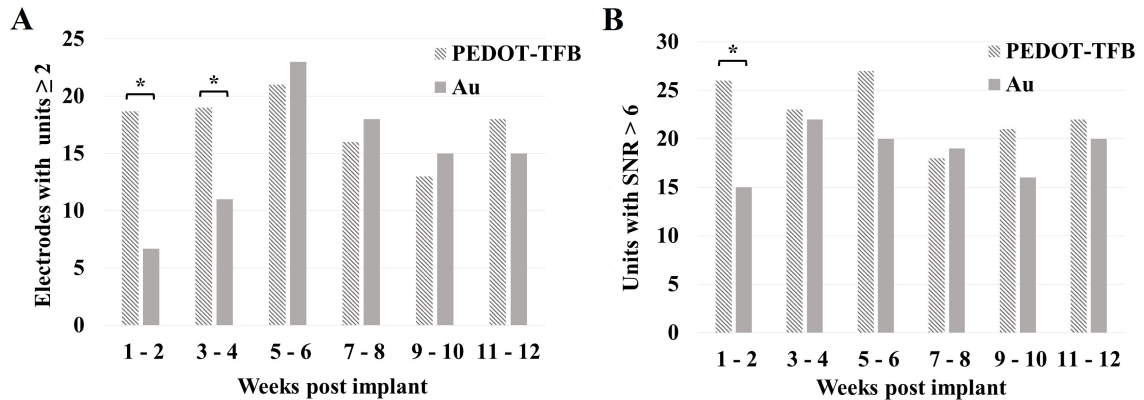 A
Electrodes with units ≥ 2
25
20
15
10
5
0
* *
PEDOT-TFB
Au
1 - 2 3 - 4 5 - 6 7 - 8 9 - 10 11 - 12
Weeks post implant
B
Units with SNR > 6
30
25
20
15
10
5
0
*
PEDOT-TFB
Au
1 - 2 3 - 4 5 - 6 7 - 8 9 - 10 11 - 12
Weeks post implant